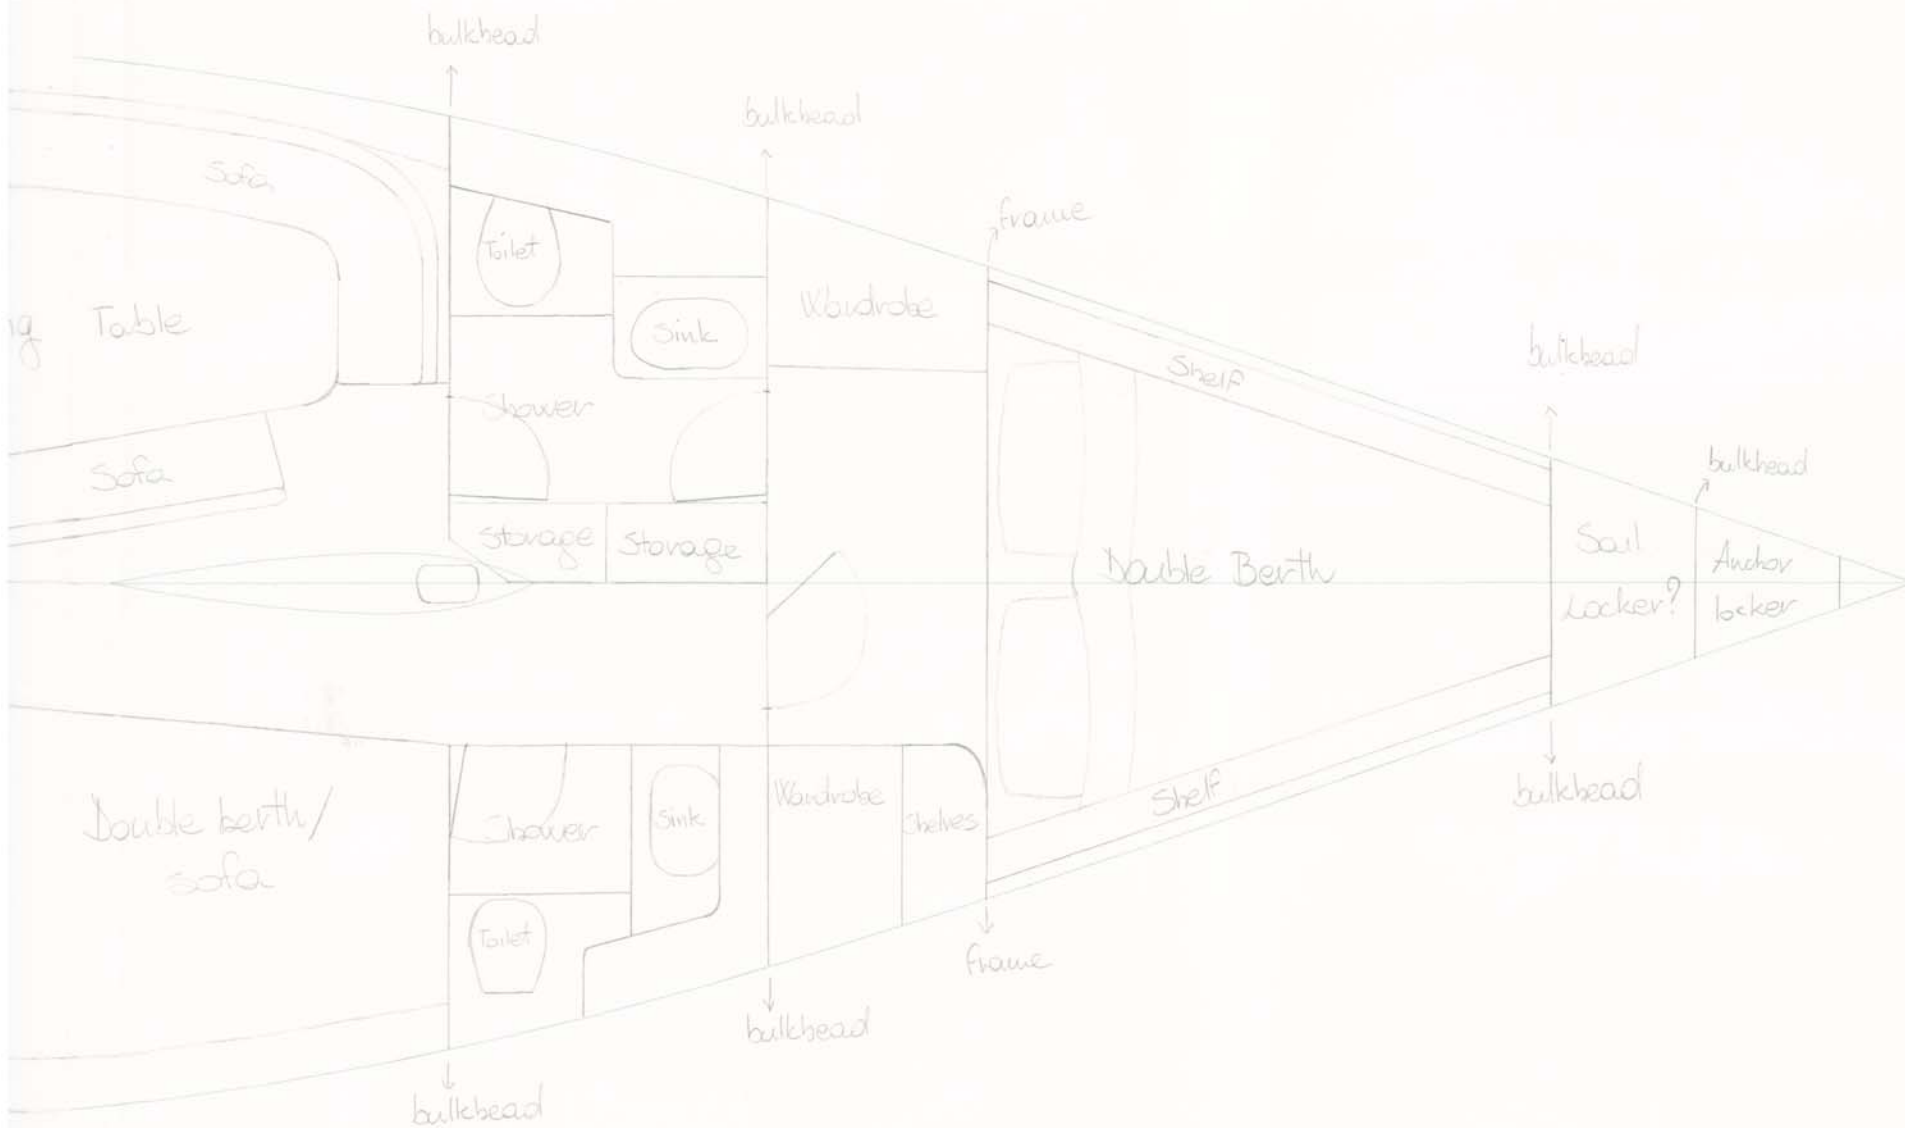 bulkhead
bulkhead
Sofa
frame
Toilet
Wardrobe
Sink
ng Table
bulkhead
Shelf
Shower
Sofa
bulkhead
Storage
Storage
Sail
Locker?
Anchor
locker
Double Berth
Double berth/
sofa
Shower
Sink
Wardrobe
Shelves
Shelf
bulkhead
Toilet
frame
bulkhead
bulkhead